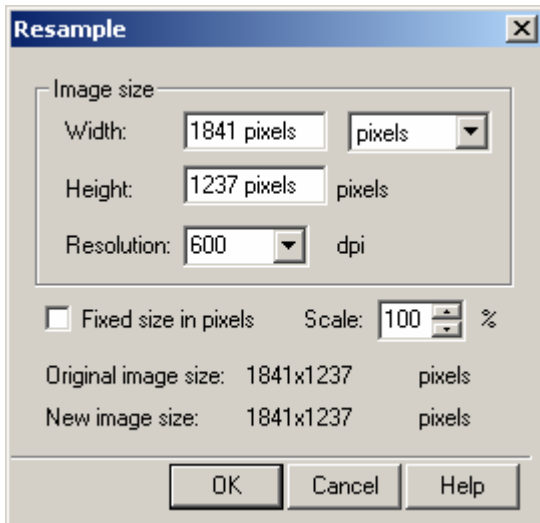 Resample
Image size
Width: 1841 pixels pixels
Height: 1237 pixels pixels
Resolution: 600 dpi
Fixed size in pixels Scale: 100 %
Original image size: 1841x1237 pixels
New image size: 1841x1237 pixels
OK Cancel Help